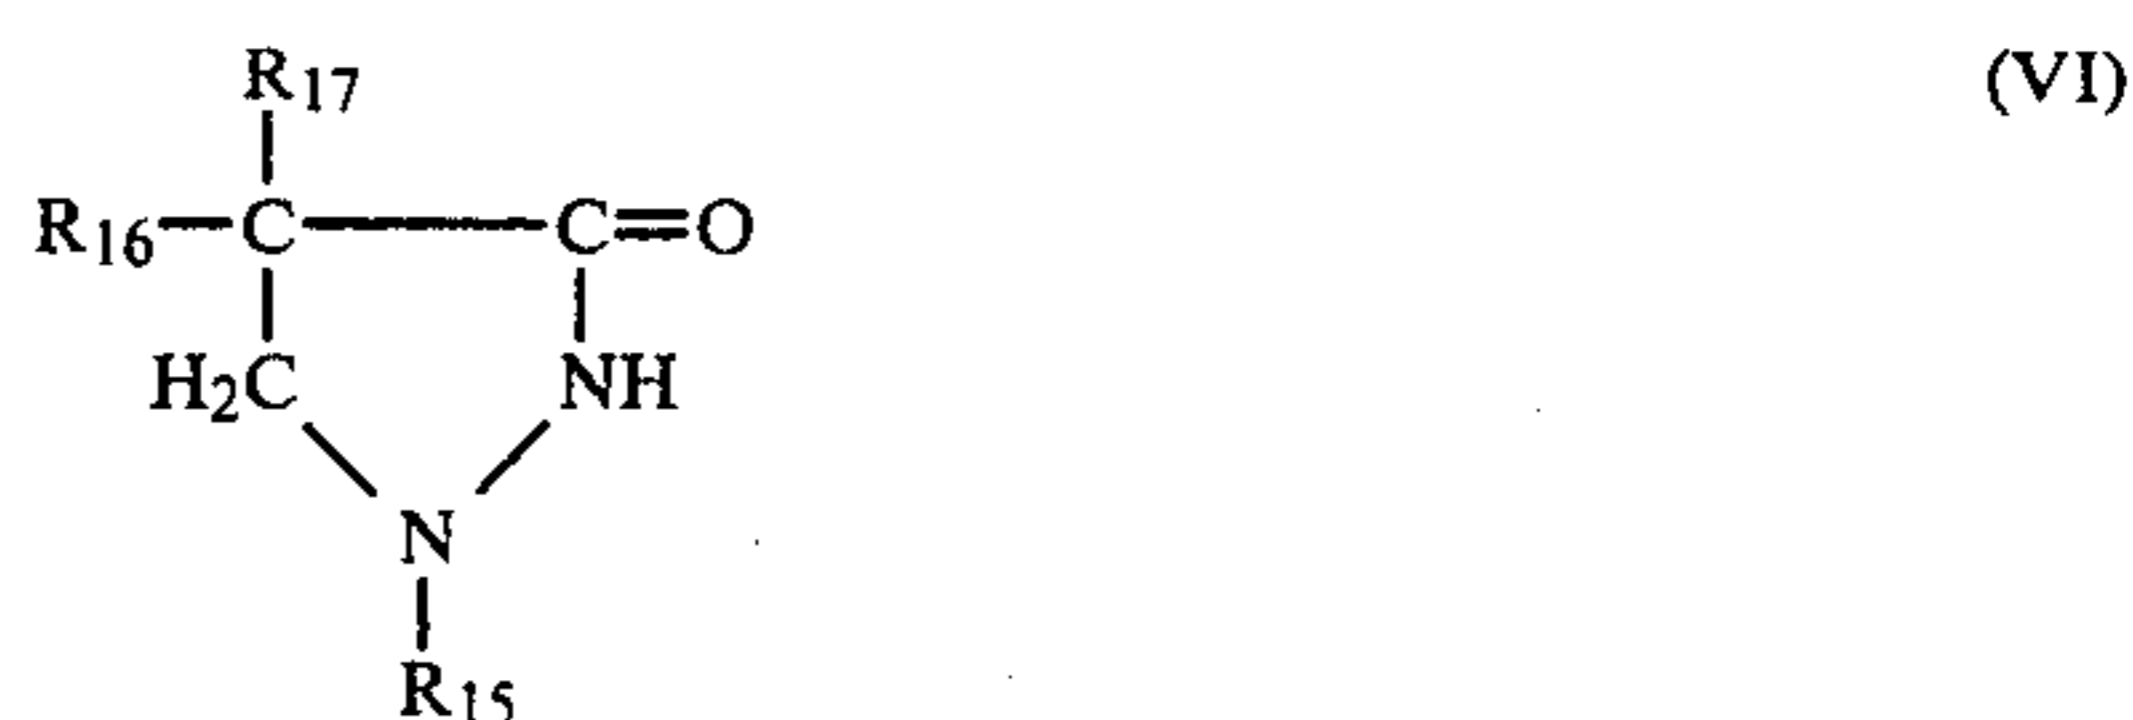 R17 (VI)
R16—C—C=O
H2C NH
N
R15